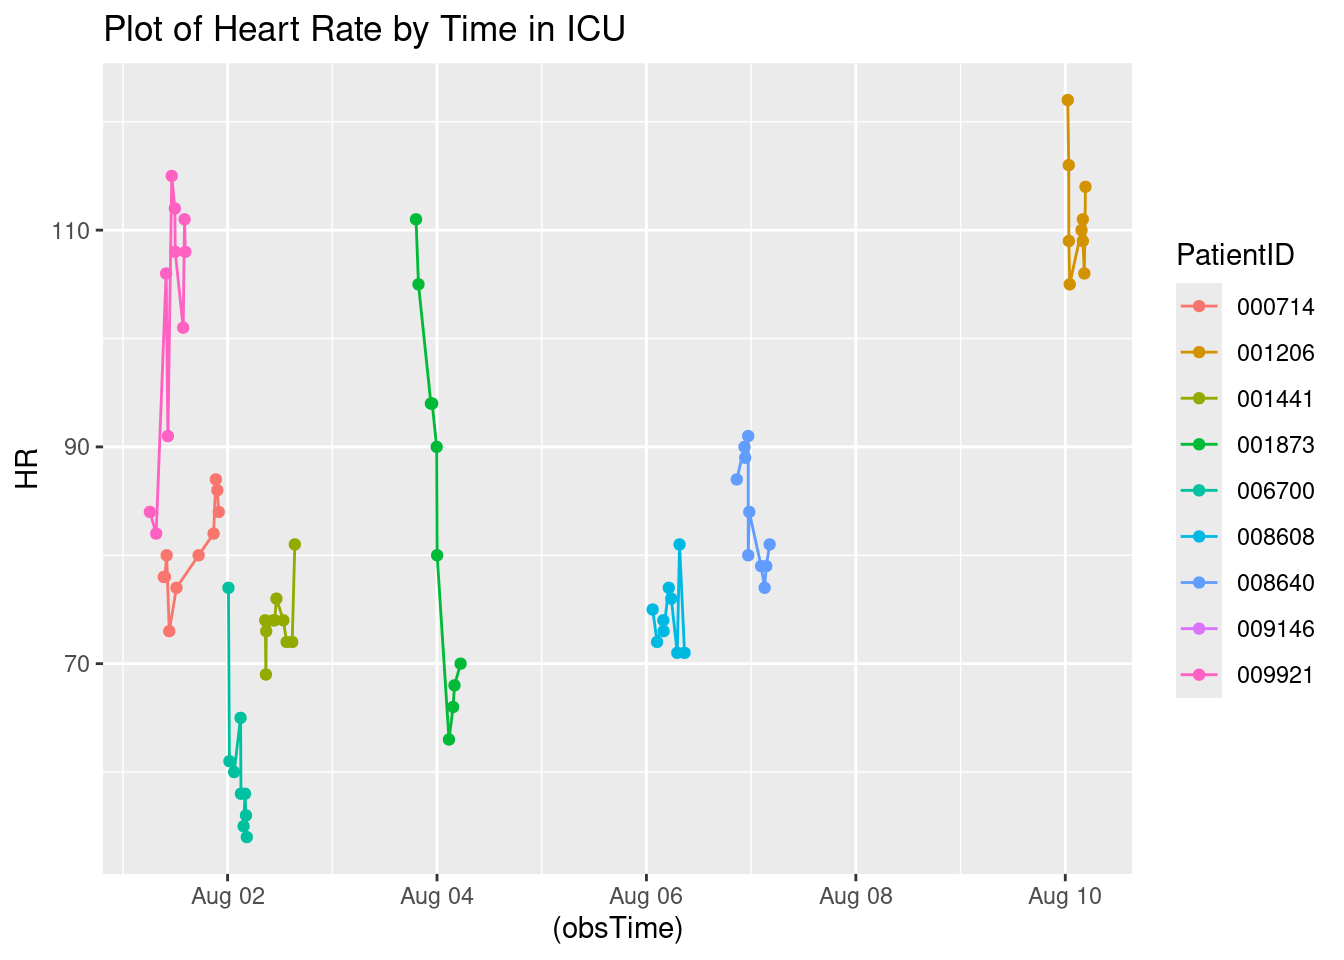 Plot of Heart Rate by Time in ICU
110
90
70
HR
Aug 02
Aug 04
Aug 06
Aug 08
Aug 10
(obsTime)
PatientID
000714
001206
001441
001873
006700
008608
008640
009146
009921